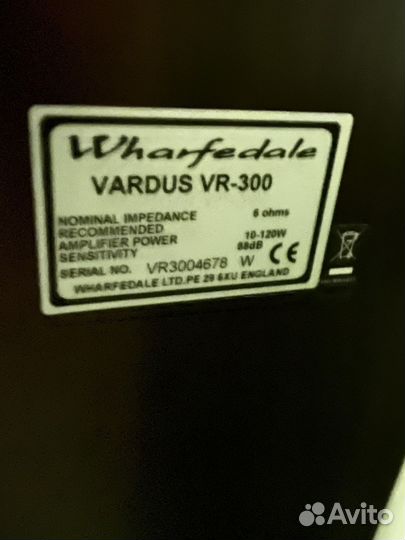 Wharfedale
VARDUS VR-300
NOMINAL IMPEDANCE 6 ohms
RECOMMENDED
AMPLIFIER POWER 10-120W
SENSITIVITY 88dB
SERIAL NO. VR3004678 W CE
WHARFEDALE LTD.PE 29 6XU ENGLAND
Avito